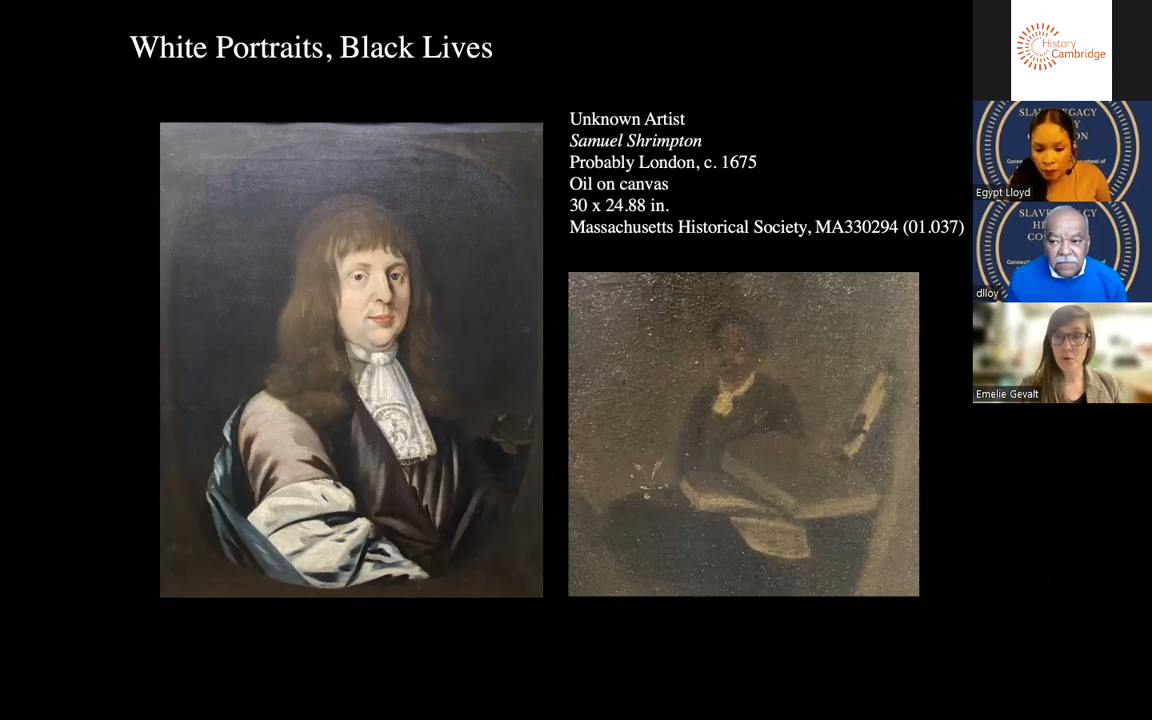 White Portraits, Black Lives
Unknown Artist
Samuel Shrimpton
Probably London, c. 1675
Oil on canvas
30 x 24.88 in.
Massachusetts Historical Society, MA330294 (01.037)
History
Cambridge
Egypt Lloyd
dlloy
Emelie Gevalt